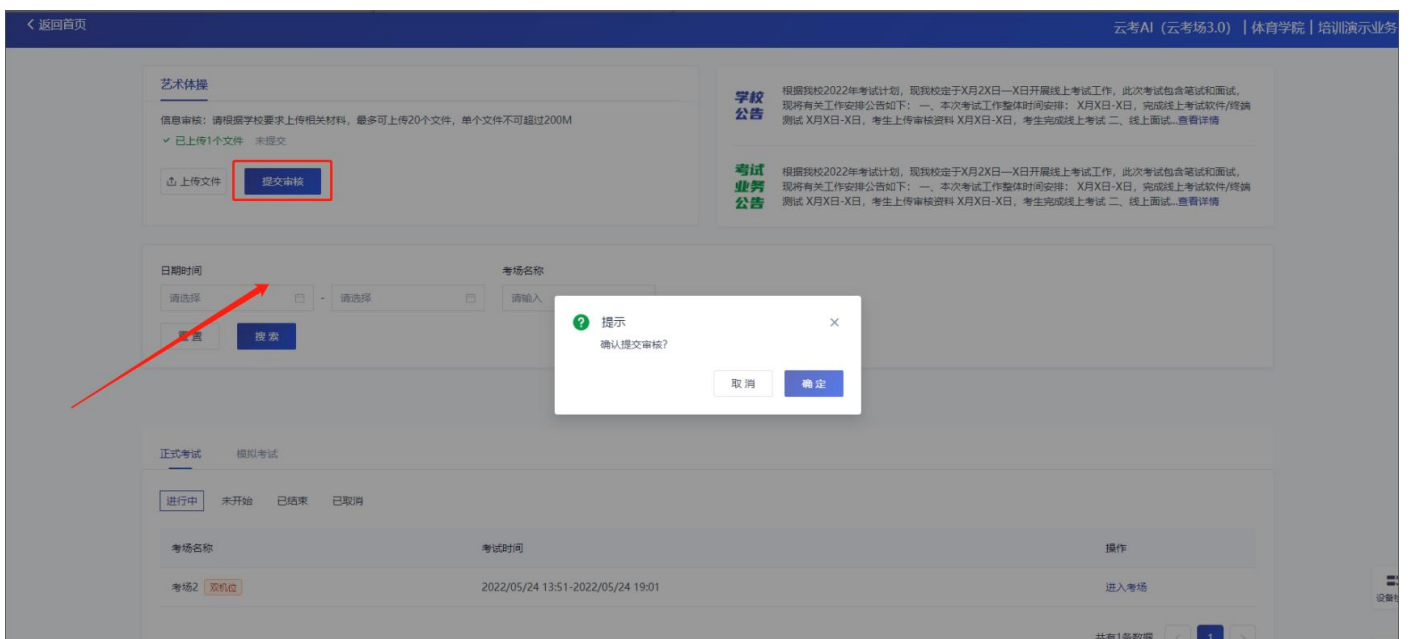 返回首页
云考AI（云考场3.0）｜体育学院｜培训演示业务
艺术体操
信息审核：请根据学校要求上传相关材料，最多可上传20个文件，单个文件不可超过200M
已上传1个文件 未提交
上传文件 提交审核
学校公告
根据我校2022年考试计划，现我校定于X月2X日—X日开展线上考试工作，此次考试包含笔试和面试，
现将有关工作安排公告如下： 一、本次考试工作整体时间安排： X月X日-X日，完成线上考试软件/终端
测试 X月X日-X日，考生上传审核资料 X月X日-X日，考生完成线上考试 二、线上面试...查看详情
考试业务公告
根据我校2022年考试计划，现我校定于X月2X日—X日开展线上考试工作，此次考试包含笔试和面试，
现将有关工作安排公告如下： 一、本次考试工作整体时间安排： X月X日-X日，完成线上考试软件/终端
测试 X月X日-X日，考生上传审核资料 X月X日-X日，考生完成线上考试 二、线上面试...查看详情
日期时间 考场名称
请选择 - 请选择 请输入
重置 搜索
提示
确认提交审核？
取消 确定
正式考试 模拟考试
进行中 未开始 已结束 已取消
考场名称 考试时间 操作
考场2 双机位 2022/05/24 13:51-2022/05/24 19:01 进入考场
共有1条数据 < 1 >